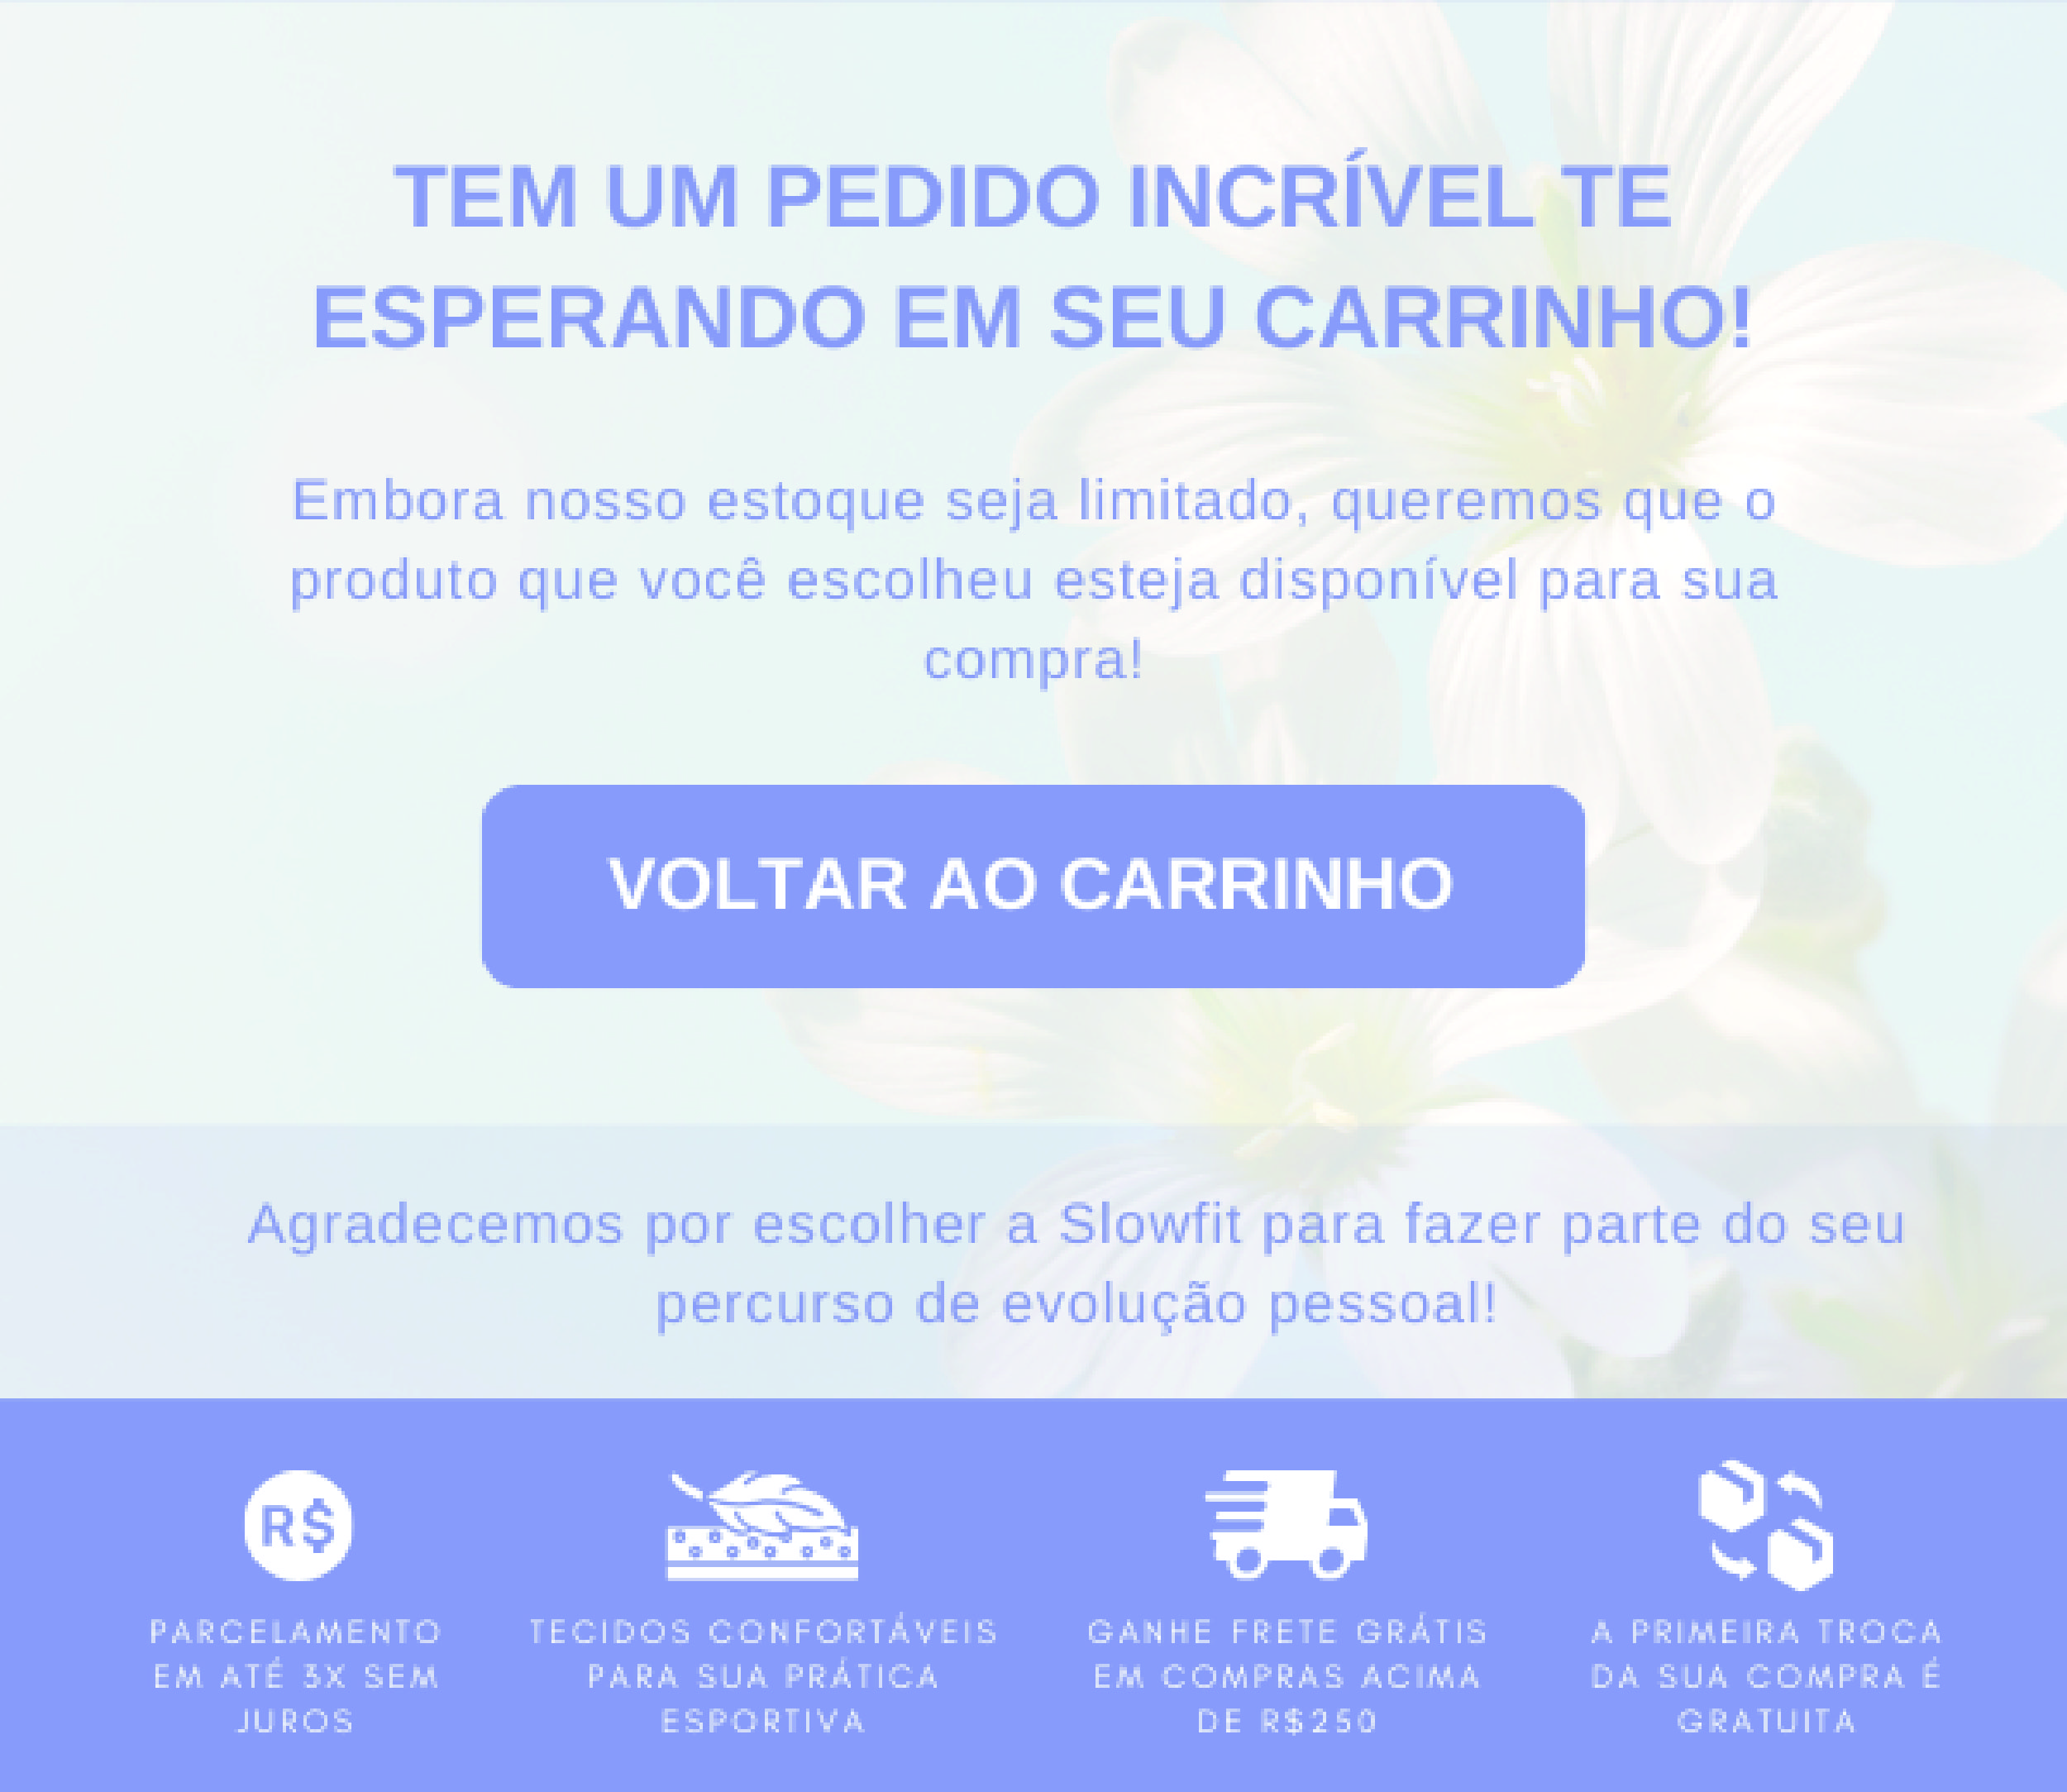 TEM UM PEDIDO INCRÍVEL TE
ESPERANDO EM SEU CARRINHO!
Embora nosso estoque seja limitado, queremos que o
produto que você escolheu esteja disponível para sua
compra!
VOLTAR AO CARRINHO
Agradecemos por escolher a Slowfit para fazer parte do seu
percurso de evolução pessoal!
R$
PARCELAMENTO
EM ATÉ 3X SEM
JUROS
TECIDOS CONFORTÁVEIS
PARA SUA PRÁTICA
ESPORTIVA
GANHE FRETE GRÁTIS
EM COMPRAS ACIMA
DE R$250
A PRIMEIRA TROCA
DA SUA COMPRA É
GRATUITA